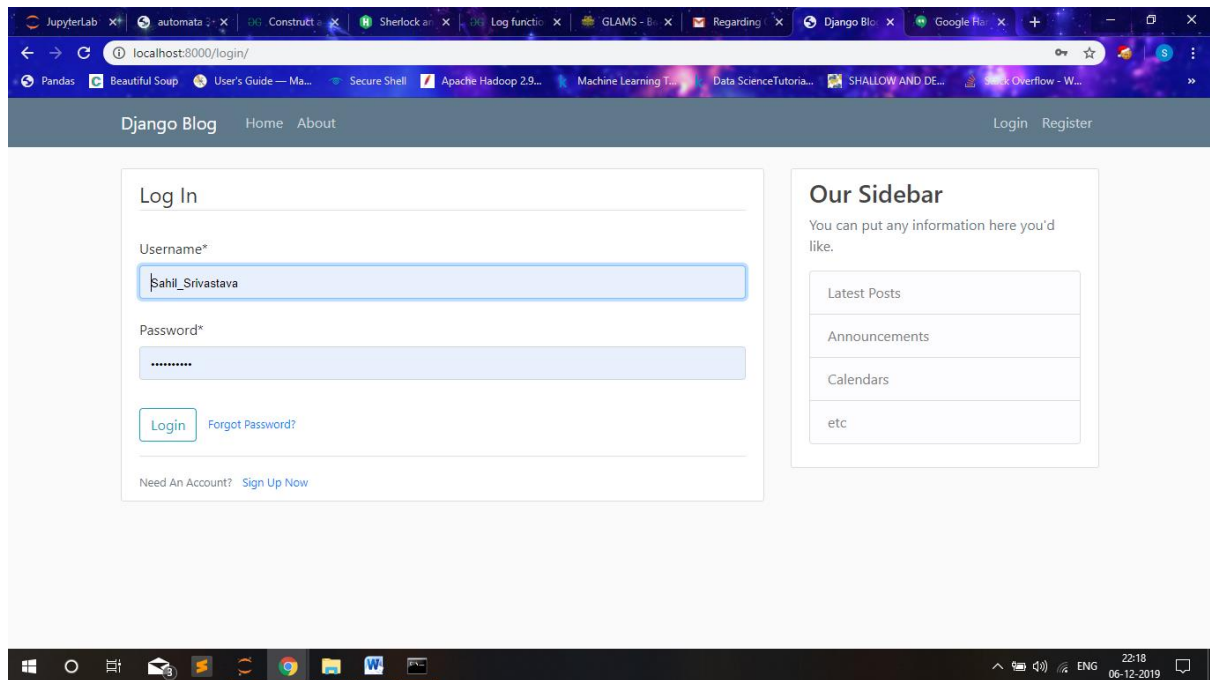 JupyterLab
automata
Construct a
Sherlock an
Log functio
GLAMS - B
Regarding
Django Blo
Google Ha
localhost:8000/login/
S
Pandas
Beautiful Soup
User's Guide — Ma...
Secure Shell
Apache Hadoop 2.9...
Machine Learning T...
Data ScienceTutoria...
SHALLOW AND DE...
Stack Overflow - W...
»
Django Blog Home About
Login Register
Log In
Username*
Sahil_Srivastava
Password*
••••••••••
Login Forgot Password?
Need An Account? Sign Up Now
Our Sidebar
You can put any information here you'd
like.
Latest Posts
Announcements
Calendars
etc
3
W
ENG
22:18
06-12-2019